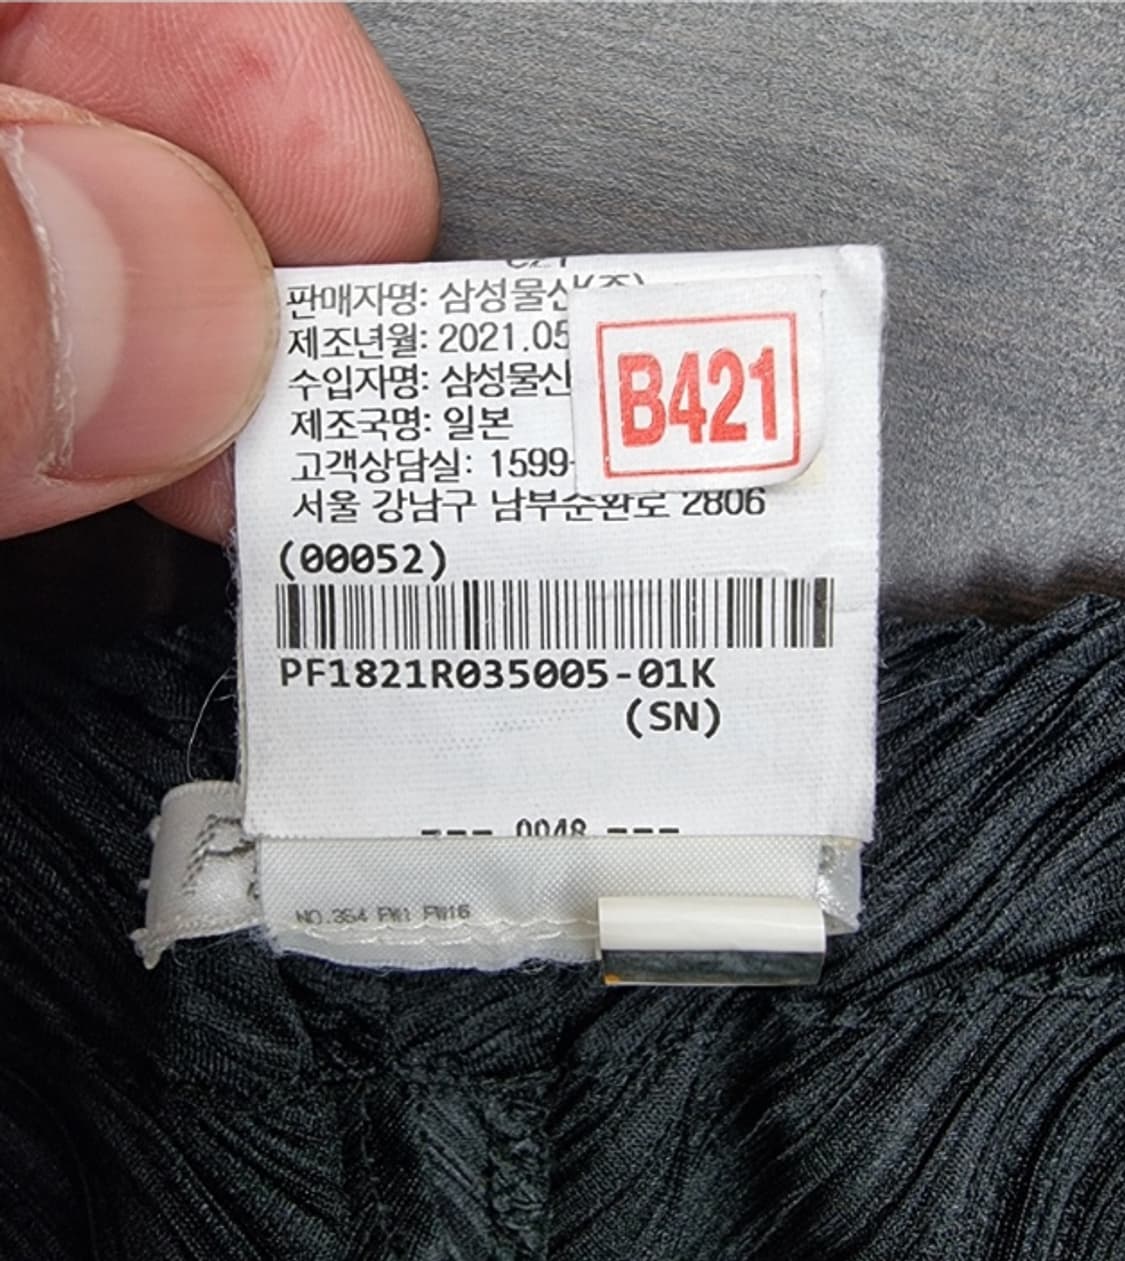 판매자명: 삼성물산(주)
제조년월: 2021.05
수입자명: 삼성물산
제조국명: 일본
고객상담실: 1599-
서울 강남구 남부순환로 2806
B421
(00052)
PF1821R035005-01K
(SN)
--- 0048 ---
NO.354